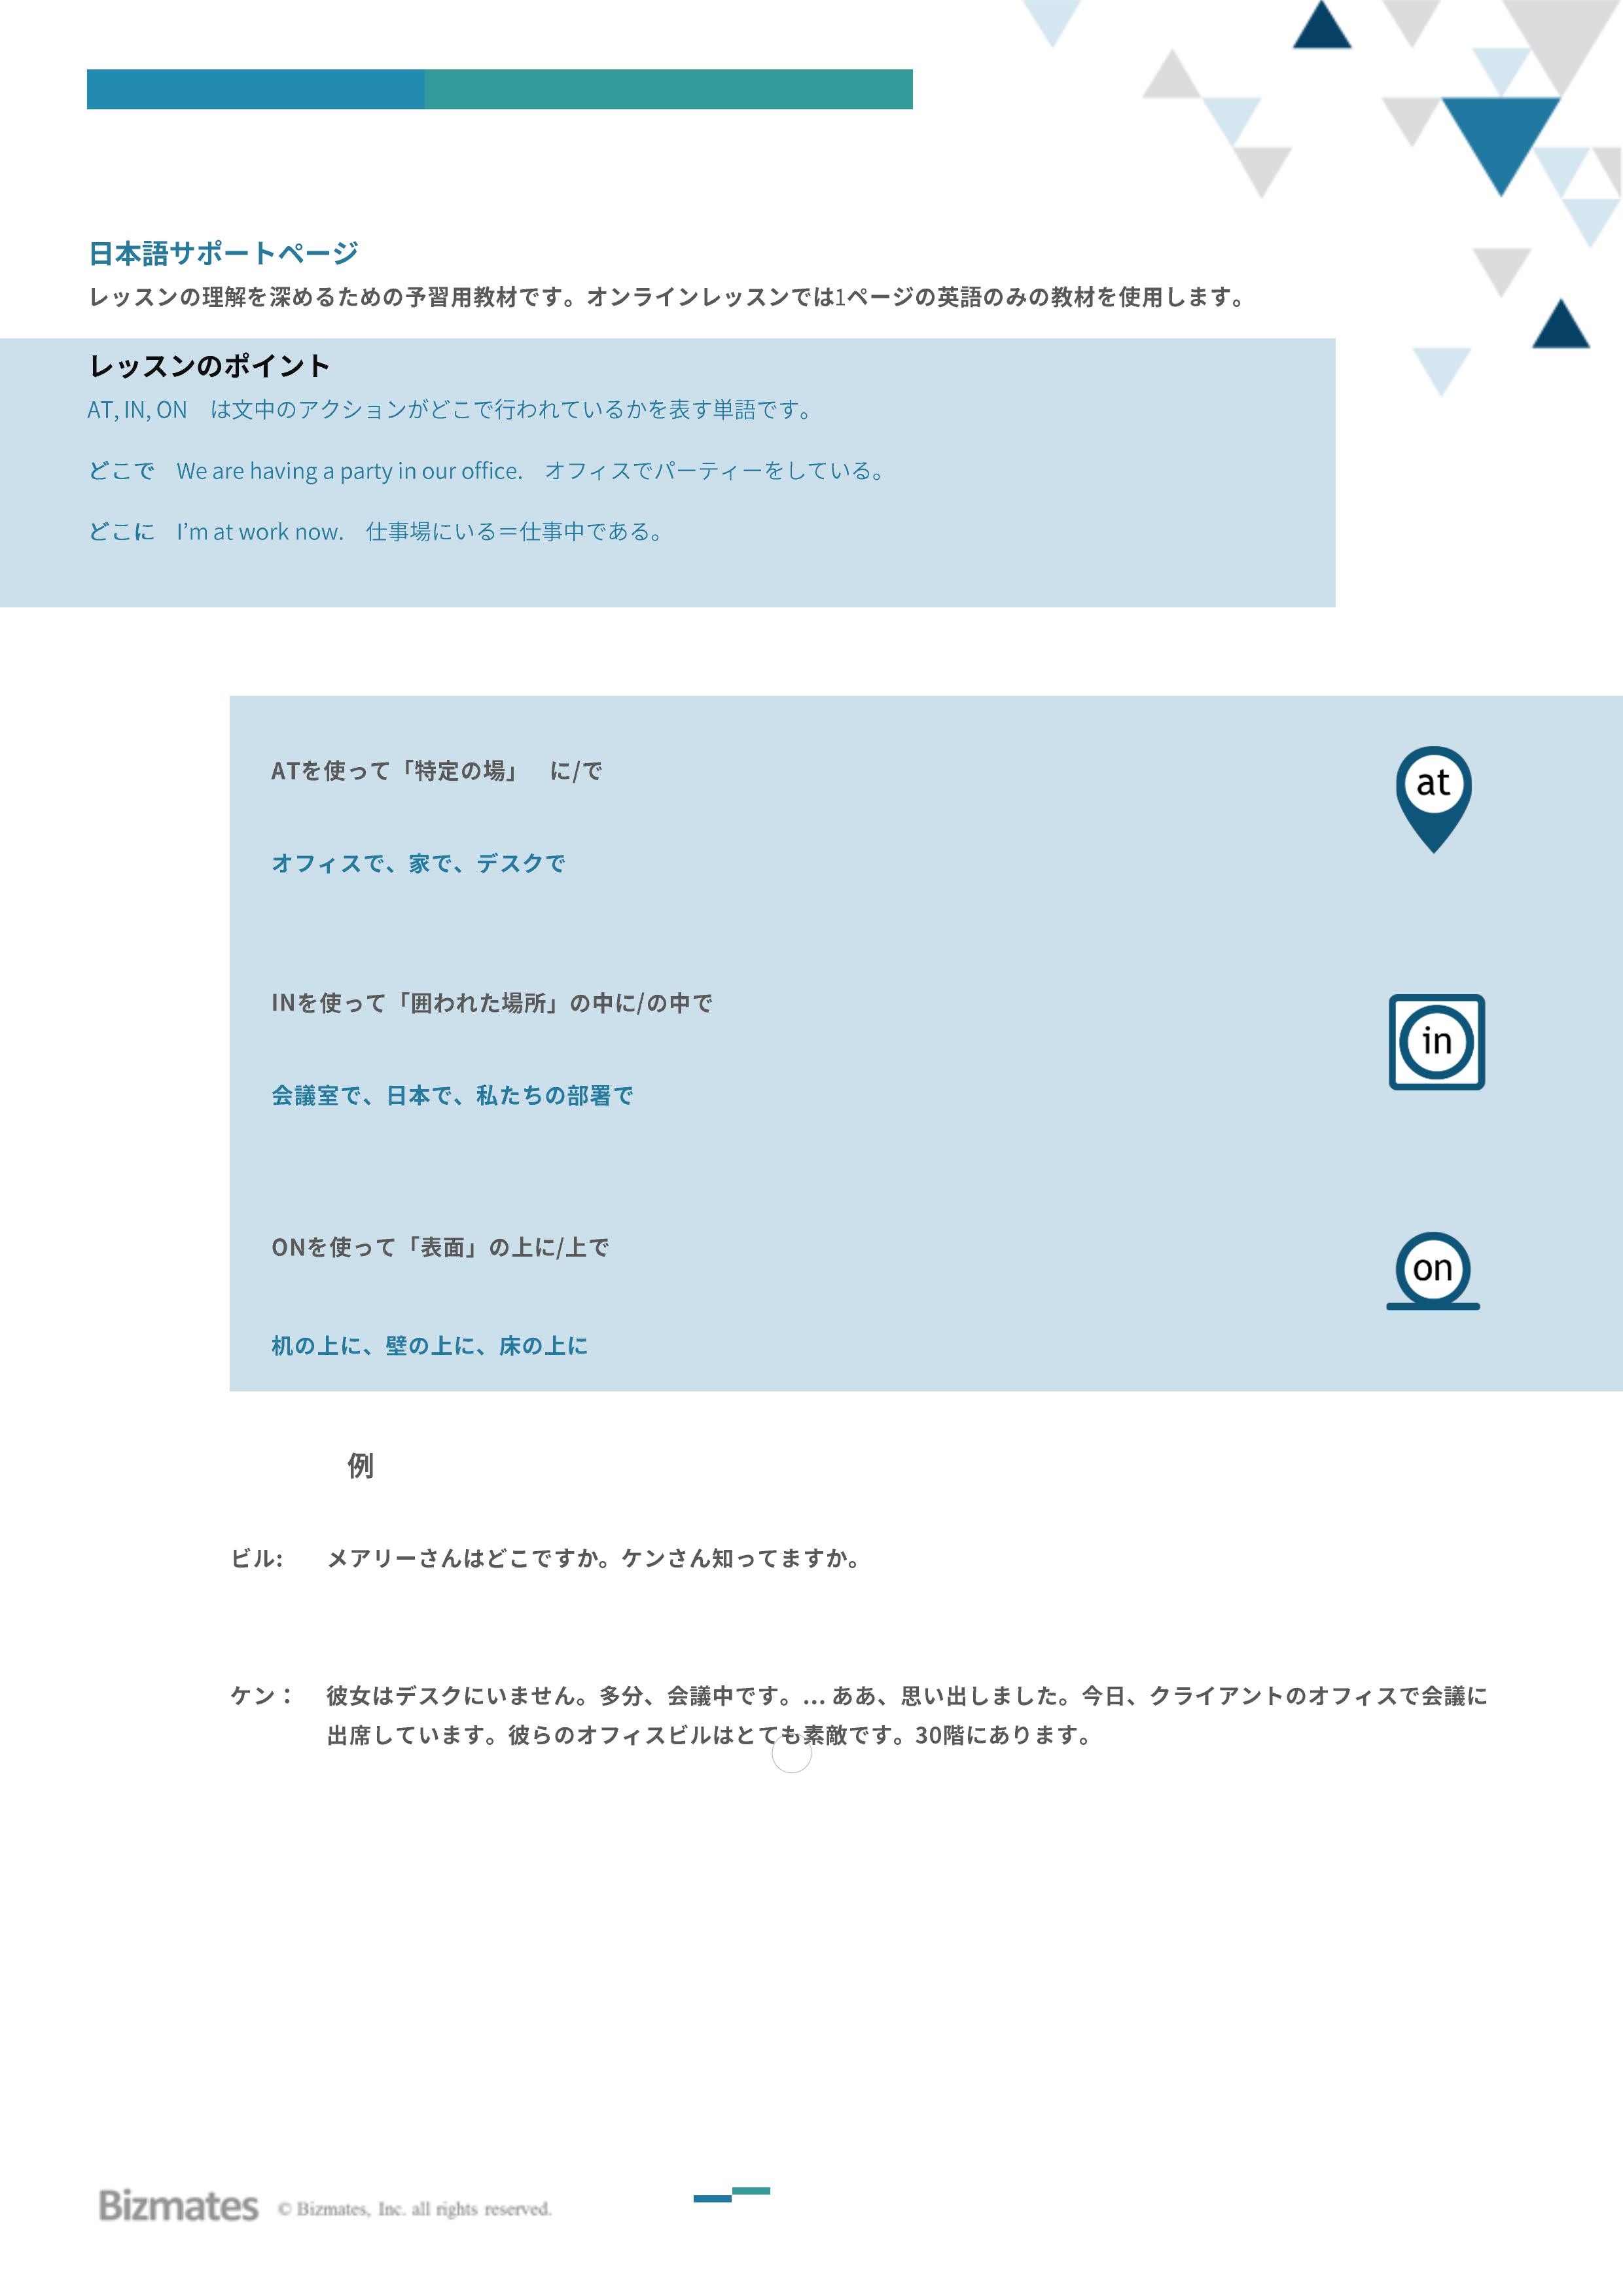 日本語サポートページ
レッスンの理解を深めるための予習用教材です。オンラインレッスンでは1ページの英語のみの教材を使用します。
レッスンのポイント
AT, IN, ON　は文中のアクションがどこで行われているかを表す単語です。
どこで　We are having a party in our office.　オフィスでパーティーをしている。
どこに　I’m at work now.　仕事場にいる＝仕事中である。
ATを使って「特定の場」　に/で
at
オフィスで、家で、デスクで
INを使って「囲われた場所」の中に/の中で
in
会議室で、日本で、私たちの部署で
ONを使って「表面」の上に/上で
on
机の上に、壁の上に、床の上に
例
ビル:　メアリーさんはどこですか。ケンさん知ってますか。
ケン：　彼女はデスクにいません。多分、会議中です。... ああ、思い出しました。今日、クライアントのオフィスで会議に
出席しています。彼らのオフィスビルはとても素敵です。30階にあります。
Bizmates © Bizmates, Inc. all rights reserved.